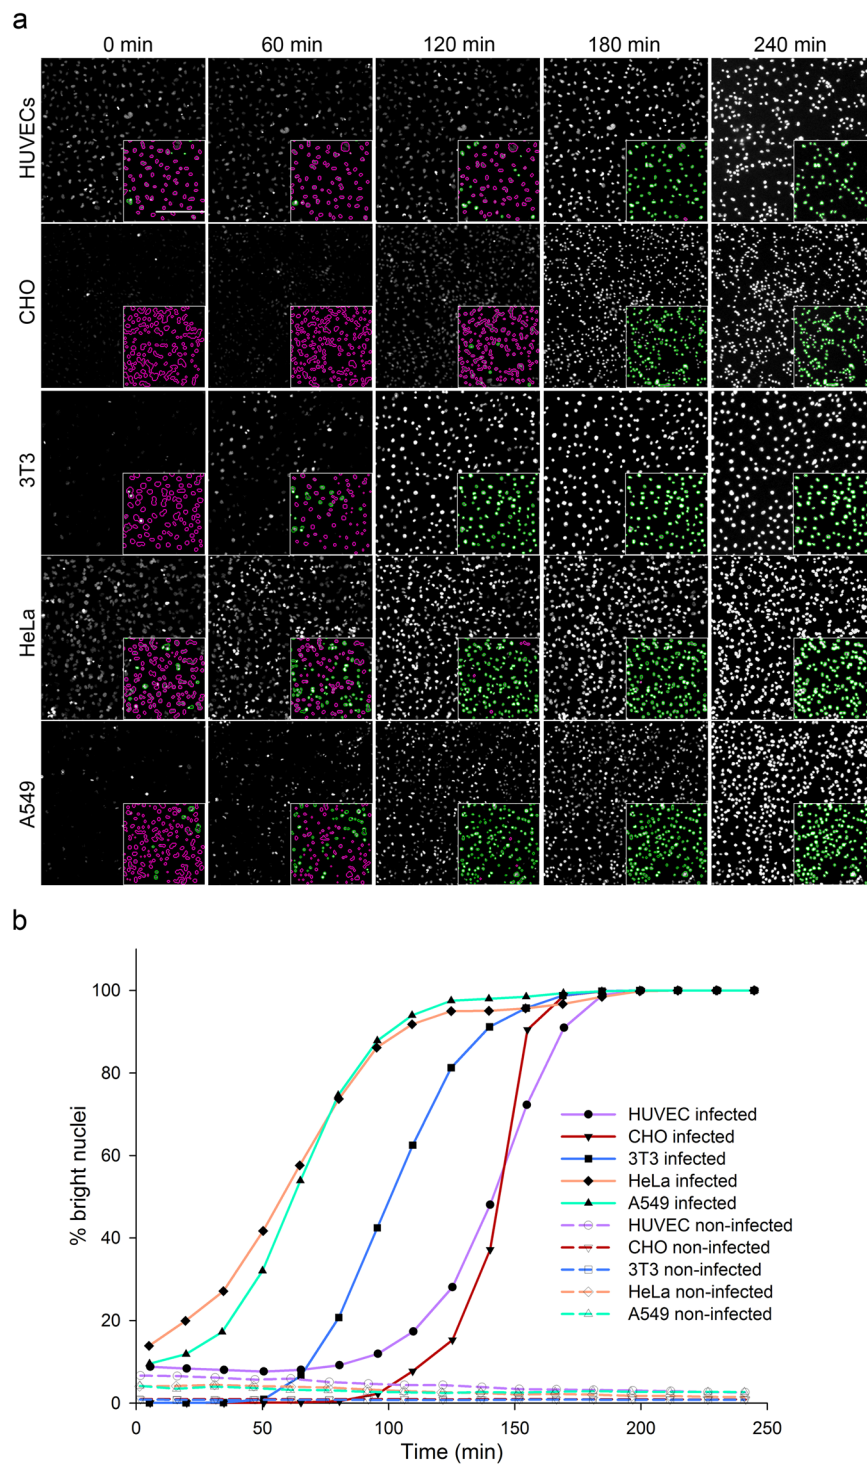 a
0 min 60 min 120 min 180 min 240 min
HUVECs
CHO
3T3
HeLa
A549
b
% bright nuclei
100
80
60
40
20
0
HUVEC infected
CHO infected
3T3 infected
HeLa infected
A549 infected
HUVEC non-infected
CHO non-infected
3T3 non-infected
HeLa non-infected
A549 non-infected
0 50 100 150 200 250
Time (min)